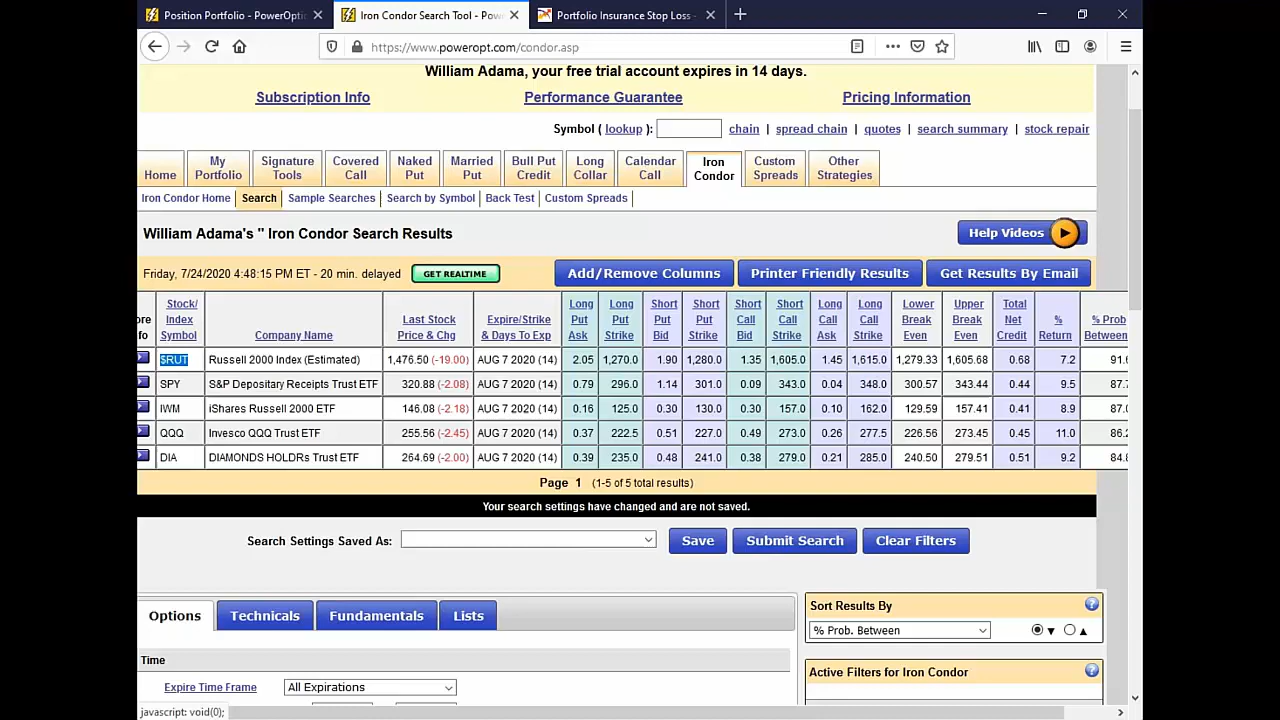 Position Portfolio - PowerOpti
Iron Condor Search Tool - Pow
Portfolio Insurance Stop Loss -
https://www.poweropt.com/condor.asp
William Adama, your free trial account expires in 14 days.
Subscription Info Performance Guarantee Pricing Information
Symbol ( lookup ): chain | spread chain | quotes | search summary | stock repair
Home My Portfolio Signature Tools Covered Call Naked Put Married Put Bull Put Credit Long Collar Calendar Call Iron Condor Custom Spreads Other Strategies
Iron Condor Home Search Sample Searches Search by Symbol Back Test Custom Spreads
William Adama's '' Iron Condor Search Results Help Videos
Friday, 7/24/2020 4:48:15 PM ET - 20 min. delayed GET REALTIME Add/Remove Columns Printer Friendly Results Get Results By Email
ore fo Stock/ Index Symbol Company Name Last Stock Price & Chg Expire/Strike & Days To Exp Long Put Ask Long Put Strike Short Put Bid Short Put Strike Short Call Bid Short Call Strike Long Call Ask Long Call Strike Lower Break Even Upper Break Even Total Net Credit % Return % Prob Between
$RUT Russell 2000 Index (Estimated) 1,476.50 (-19.00) AUG 7 2020 (14) 2.05 1,270.0 1.90 1,280.0 1.35 1,605.0 1.45 1,615.0 1,279.33 1,605.68 0.68 7.2 91.6
SPY S&P Depositary Receipts Trust ETF 320.88 (-2.08) AUG 7 2020 (14) 0.79 296.0 1.14 301.0 0.09 343.0 0.04 348.0 300.57 343.44 0.44 9.5 87.7
IWM iShares Russell 2000 ETF 146.08 (-2.18) AUG 7 2020 (14) 0.16 125.0 0.30 130.0 0.30 157.0 0.10 162.0 129.59 157.41 0.41 8.9 87.0
QQQ Invesco QQQ Trust ETF 255.56 (-2.45) AUG 7 2020 (14) 0.37 222.5 0.51 227.0 0.49 273.0 0.26 277.5 226.56 273.45 0.45 11.0 86.2
DIA DIAMONDS HOLDRs Trust ETF 264.69 (-2.00) AUG 7 2020 (14) 0.39 235.0 0.48 241.0 0.38 279.0 0.21 285.0 240.50 279.51 0.51 9.2 84.8
Page 1 (1-5 of 5 total results)
Your search settings have changed and are not saved.
Search Settings Saved As: Save Submit Search Clear Filters
Options Technicals Fundamentals Lists
Sort Results By
% Prob. Between
Time
Active Filters for Iron Condor
Expire Time Frame All Expirations
javascript: void(0);